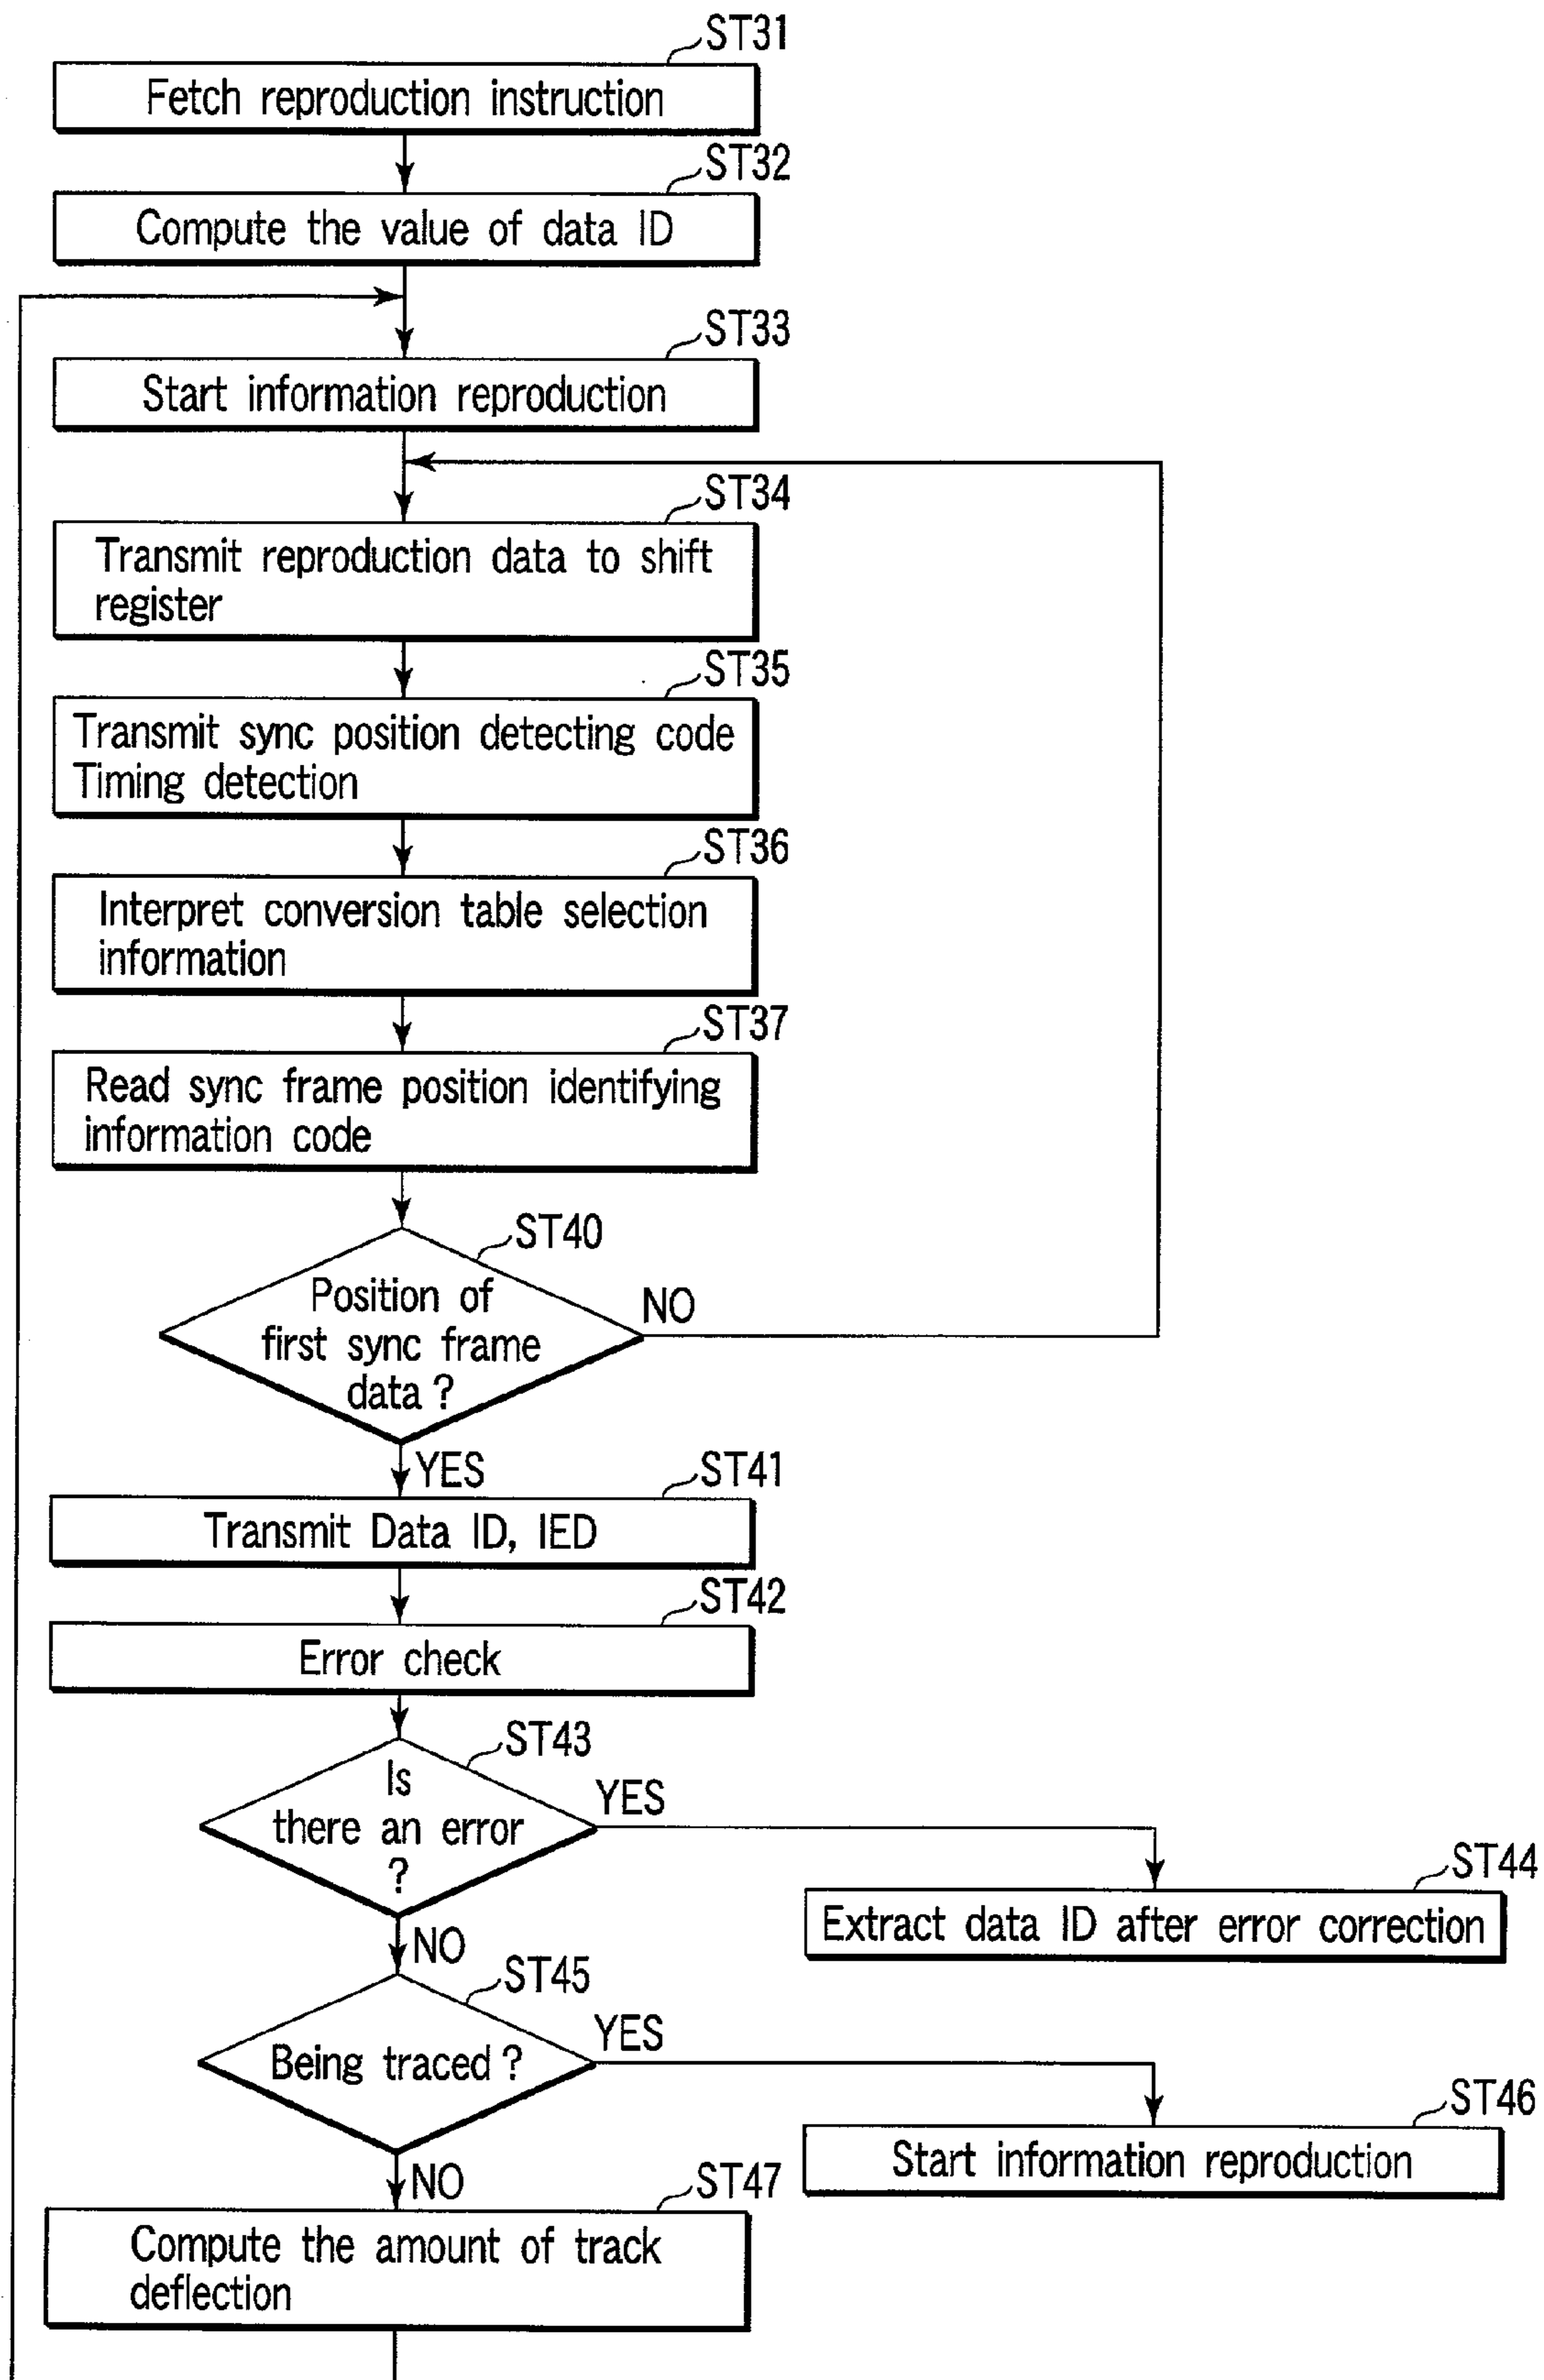 ST31
Fetch reproduction instruction
ST32
Compute the value of data ID
ST33
Start information reproduction
ST34
Transmit reproduction data to shift
register
ST35
Transmit sync position detecting code
Timing detection
ST36
Interpret conversion table selection
information
ST37
Read sync frame position identifying
information code
ST40
Position of
first sync frame
data ?
NO
YES
ST41
Transmit Data ID, IED
ST42
Error check
ST43
Is
there an error
?
YES
ST44
Extract data ID after error correction
NO
ST45
Being traced ?
YES
ST46
Start information reproduction
NO
ST47
Compute the amount of track
deflection